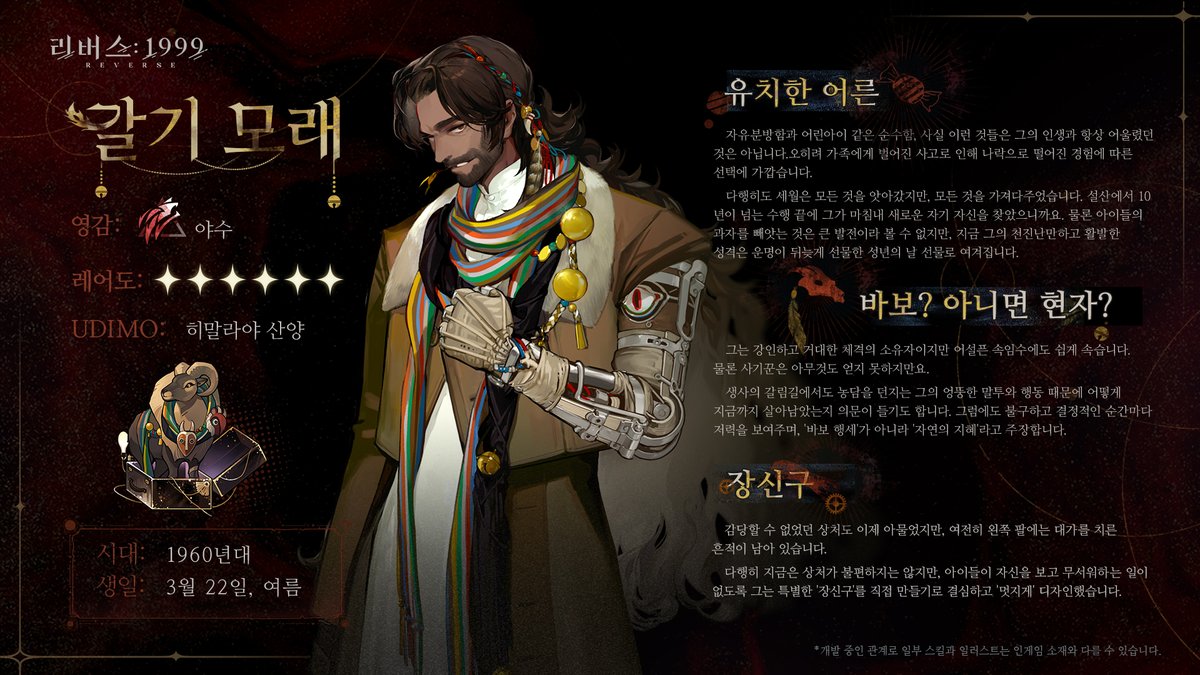 리버스:1999
REVERSE
갈기 모래
영감: 야수
레어도:
UDIMO: 히말라야 산양
시대: 1960년대
생일: 3월 22일, 여름
유치한 어른
자유분방함과 어린아이 같은 순수함, 사실 이런 것들은 그의 인생과 항상 어울렸던
것은 아닙니다.오히려 가족에게 벌어진 사고로 인해 나락으로 떨어진 경험에 따른
선택에 가깝습니다.
다행히도 세월은 모든 것을 앗아갔지만, 모든 것을 가져다주었습니다. 설산에서 10
년이 넘는 수행 끝에 그가 마침내 새로운 자기 자신을 찾았으니까요. 물론 아이들의
과자를 빼앗는 것은 큰 발전이라 볼 수 없지만, 지금 그의 천진난만하고 활발한
성격은 운명이 뒤늦게 선물한 성년의 날 선물로 여겨집니다.
바보? 아니면 현자?
그는 강인하고 거대한 체격의 소유자이지만 어설픈 속임수에도 쉽게 속습니다.
물론 사기꾼은 아무것도 얻지 못하지만요.
생사의 갈림길에서도 농담을 던지는 그의 엉뚱한 말투와 행동 때문에 어떻게
지금까지 살아남았는지 의문이 들기도 합니다. 그럼에도 불구하고 결정적인 순간마다
저력을 보여주며, '바보 행세'가 아니라 '자연의 지혜'라고 주장합니다.
장신구
감당할 수 없었던 상처도 이제 아물었지만, 여전히 왼쪽 팔에는 대가를 치른
흔적이 남아 있습니다.
다행히 지금은 상처가 불편하지는 않지만, 아이들이 자신을 보고 무서워하는 일이
없도록 그는 특별한 '장신구'를 직접 만들기로 결심하고 '멋지게' 디자인했습니다.
*개발 중인 관계로 일부 스킬과 일러스트는 인게임 소재와 다를 수 있습니다.